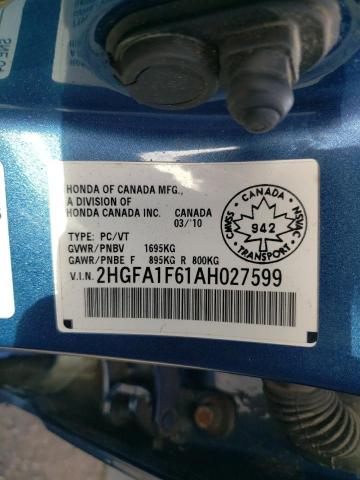 HONDA OF CANADA MFG.,
A DIVISION OF
HONDA CANADA INC. CANADA
03/'10
TYPE: PC/VT
GVWR/PNBV 1695KG
GAWR/PNBE F 895KG R 800KG
V.I.N. 2HGFA1F61AH027599
CANADA
CMVSS
942
NSVAC
TRANSPORT